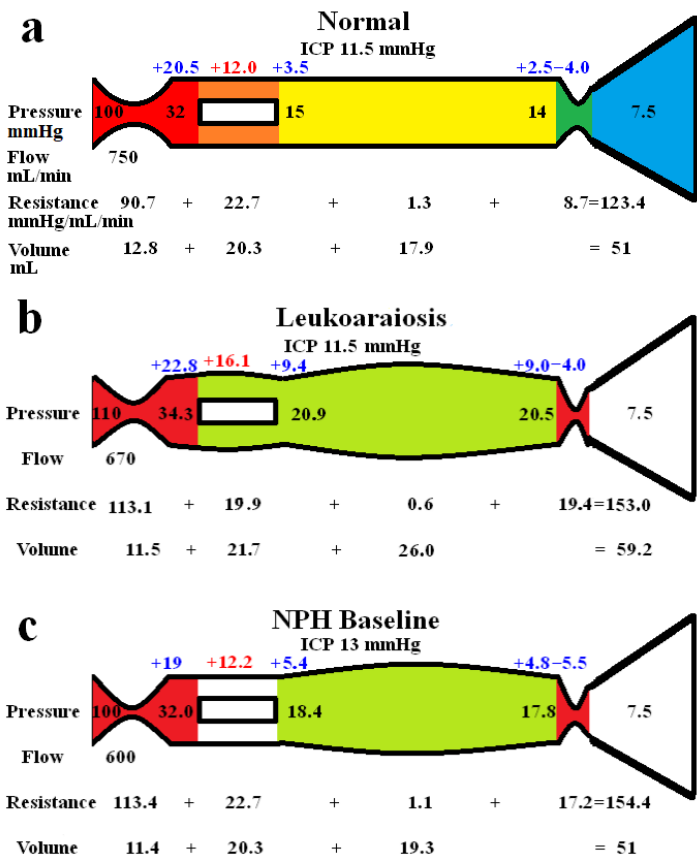 a
Normal
ICP 11.5 mmHg
+20.5 +12.0 +3.5 +2.5−4.0
Pressure 100 32 15 14 7.5
mmHg
Flow 750
mL/min
Resistance 90.7 + 22.7 + 1.3 + 8.7=123.4
mmHg/mL/min
Volume 12.8 + 20.3 + 17.9 = 51
mL
b
Leukoaraiosis
ICP 11.5 mmHg
+22.8 +16.1 +9.4 +9.0−4.0
Pressure 110 34.3 20.9 20.5 7.5
Flow 670
Resistance 113.1 + 19.9 + 0.6 + 19.4=153.0
Volume 11.5 + 21.7 + 26.0 = 59.2
c
NPH Baseline
ICP 13 mmHg
+19 +12.2 +5.4 +4.8−5.5
Pressure 100 32.0 18.4 17.8 7.5
Flow 600
Resistance 113.4 + 22.7 + 1.1 + 17.2=154.4
Volume 11.4 + 20.3 + 19.3 = 51